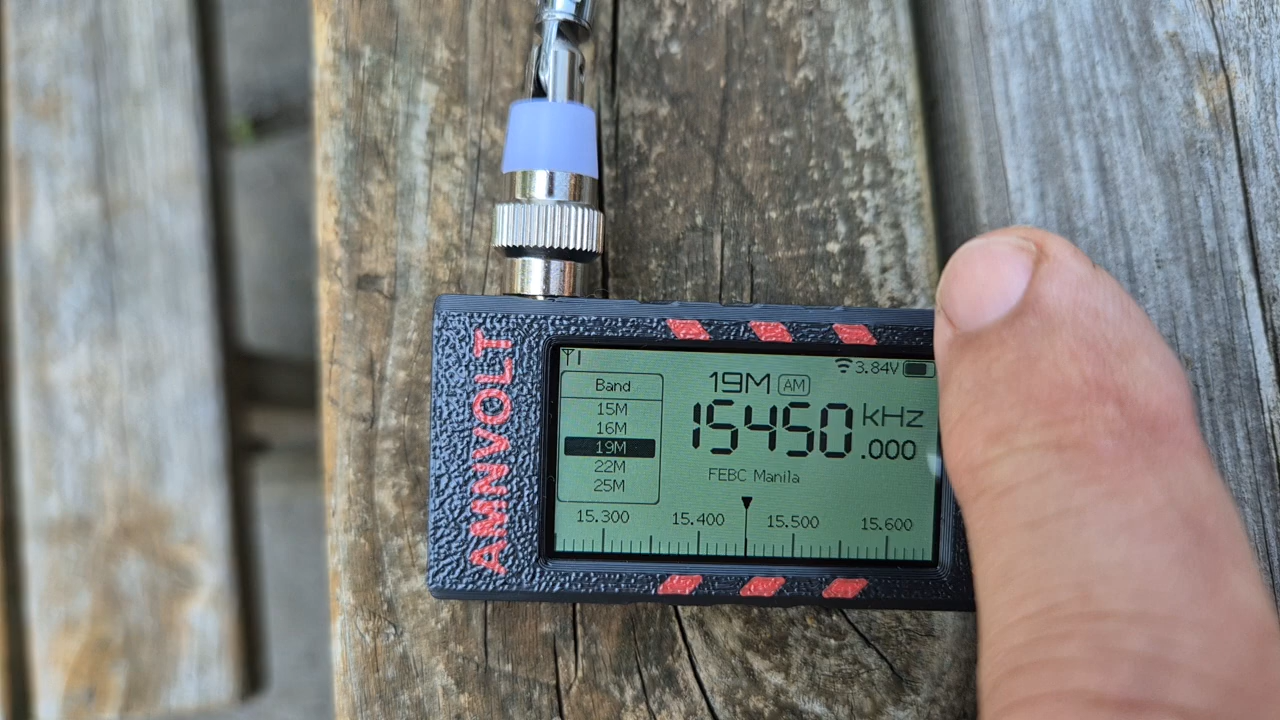 AMNVOLT
3.84V
Band
15M
16M
19M
22M
25M
19M AM
15450 kHz
.000
FEBC Manila
15.300 15.400 15.500 15.600